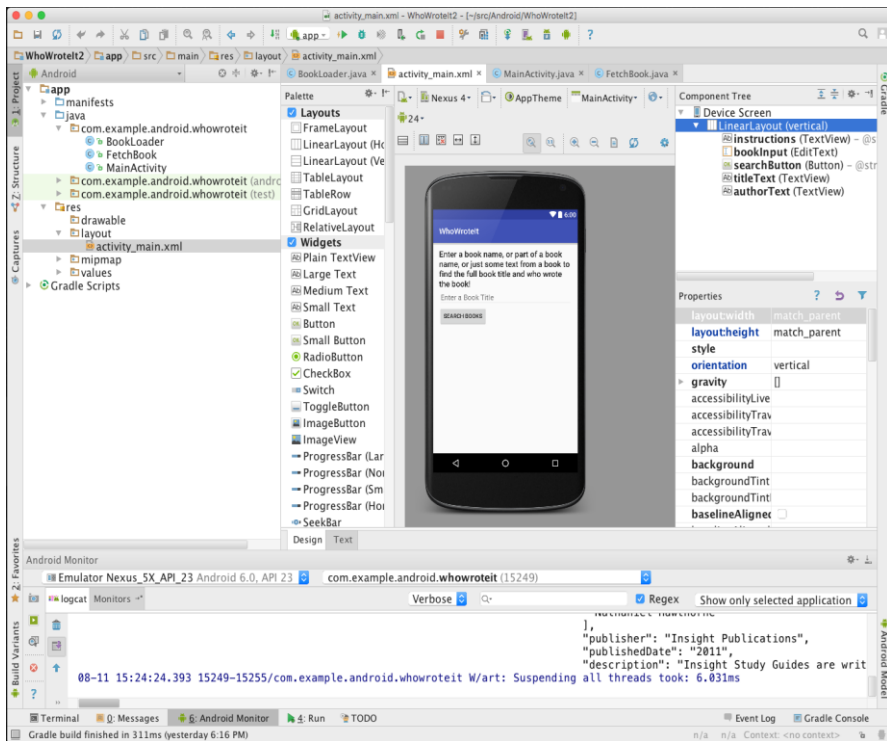 activity_main.xml - WhoWroteIt2 - [~/src/Android/WhoWroteIt2]
app
?
WhoWroteIt2 app src main res layout activity_main.xml
Android
BookLoader.java × activity_main.xml × MainActivity.java × FetchBook.java ×
1: Project
Z: Structure
Captures
2: Favorites
Build Variants
Gradle
Android Model
app
manifests
java
com.example.android.whowroteit
BookLoader
FetchBook
MainActivity
com.example.android.whowroteit (andrc
com.example.android.whowroteit (test)
res
drawable
layout
activity_main.xml
mipmap
values
Gradle Scripts
Palette
Layouts
FrameLayout
LinearLayout (Ho
LinearLayout (Ve
TableLayout
TableRow
GridLayout
RelativeLayout
Widgets
Plain TextView
Large Text
Medium Text
Small Text
Button
Small Button
RadioButton
CheckBox
Switch
ToggleButton
ImageButton
ImageView
ProgressBar (Lar
ProgressBar (Nor
ProgressBar (Sm
ProgressBar (Hor
SeekBar
Design Text
Nexus 4 AppTheme MainActivity
24
6:00
WhoWroteIt
Enter a book name, or part of a book
name, or just some text from a book to
find the full book title and who wrote
the book!
Enter a Book Title
SEARCH BOOKS
Component Tree
Device Screen
LinearLayout (vertical)
instructions (TextView) – @s
bookInput (EditText)
searchButton (Button) – @str
titleText (TextView)
authorText (TextView)
Properties ?
layout:width match_parent
layout:height match_parent
style
orientation vertical
gravity []
accessibilityLive
accessibilityTrav
accessibilityTrav
alpha
background
backgroundTint
backgroundTintl
baselineAligned
Android Monitor
Emulator Nexus_5X_API_23 Android 6.0, API 23 com.example.android.whowroteit (15249)
logcat Monitors Verbose Regex Show only selected application
"Nathaniel Hawthorne"
],
"publisher": "Insight Publications",
"publishedDate": "2011",
"description": "Insight Study Guides are writ
08-11 15:24:24.393 15249-15255/com.example.android.whowroteit W/art: Suspending all threads took: 6.031ms
?
Terminal 0: Messages 6: Android Monitor 4: Run TODO Event Log Gradle Console
Gradle build finished in 311ms (yesterday 6:16 PM) n/a n/a Context: <no context>